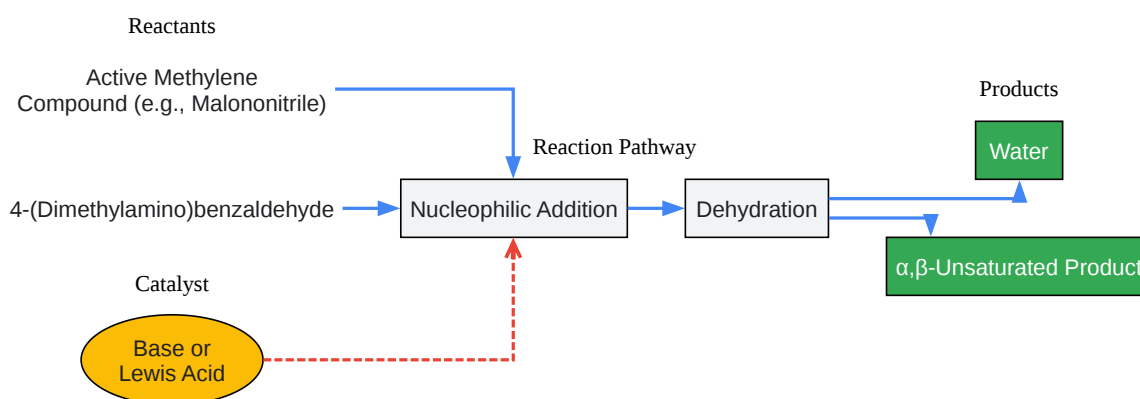 Reactants
Active Methylene
Compound (e.g., Malononitrile)
Products
Water
Reaction Pathway
4-(Dimethylamino)benzaldehyde
Nucleophilic Addition
Dehydration
α,β-Unsaturated Product
Catalyst
Base or
Lewis Acid